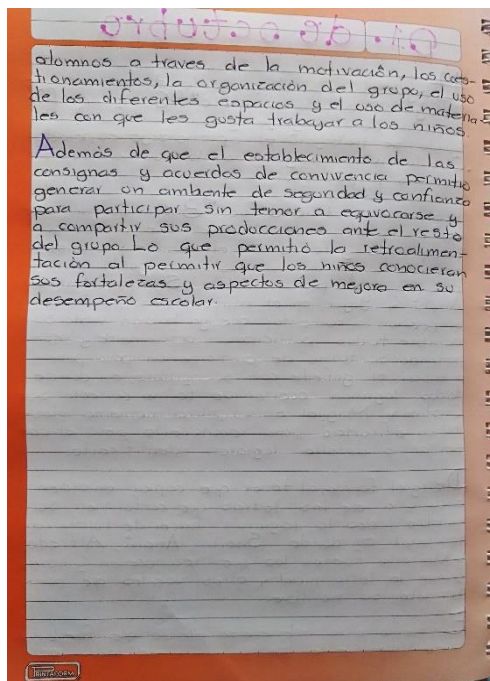 alomnos a traves de la motivación, los cues-
tionamientos, la organización del grupo, el uso
de los diferentes espacios y el uso de materia-
les con que les gusta trabajar a los niños.
Además de que el establecimiento de las
consignas y acuerdos de convivencia permitió
generar un ambiente de seguridad y confianza
para participar sin temor a equivocarse y
a compartir sus producciones ante el resto
del grupo Lo que permitió la retroalimen-
tación al permitir que los niños conocieran
sus fortalezas y aspectos de mejora en su
desempeño escolar.